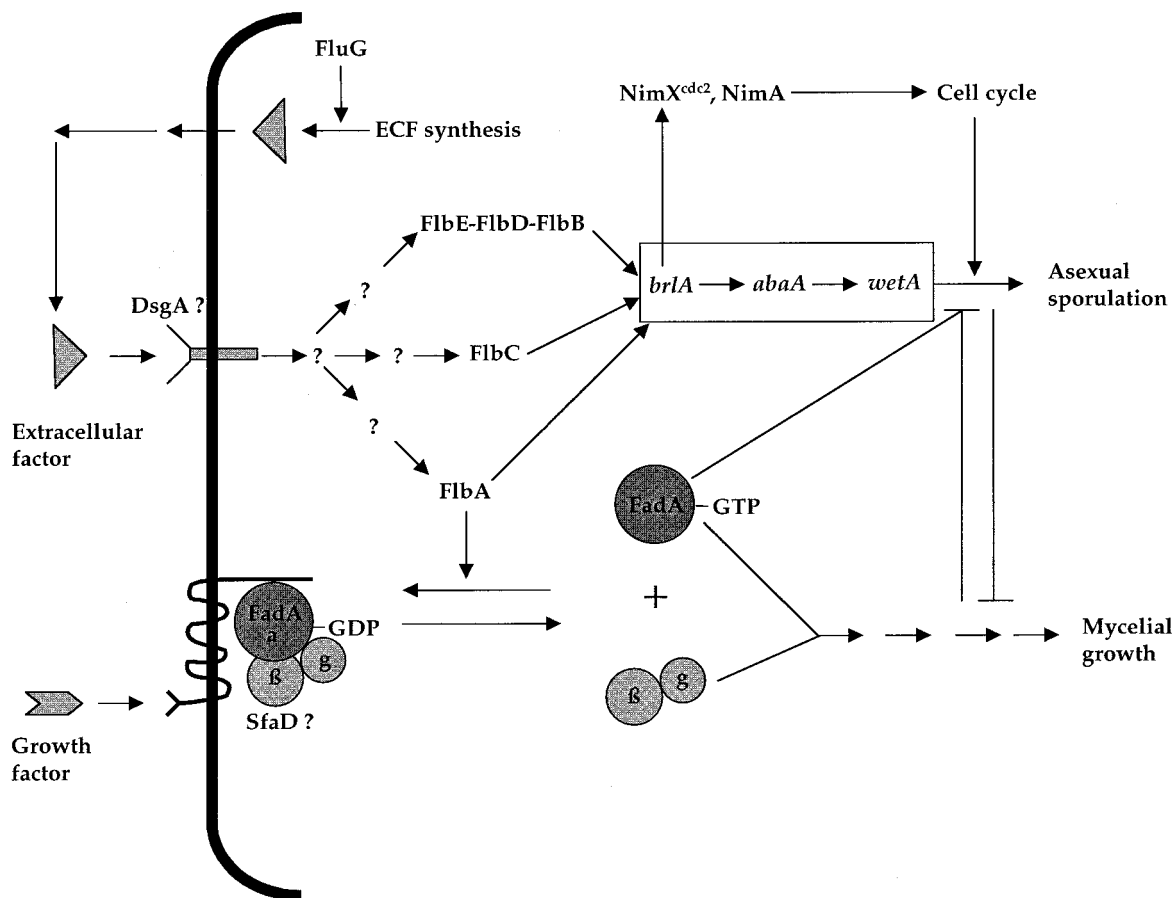 FluG
NimX^cdc2, NimA
Cell cycle
ECF synthesis
FlbE-FlbD-FlbB
brlA
abaA
wetA
Asexual
sporulation
DsgA ?
?
?
?
FlbC
?
Extracellular
factor
FlbA
FadA
GTP
+
FadA
a
GDP
ß
g
SfaD ?
ß
g
Mycelial
growth
Growth
factor